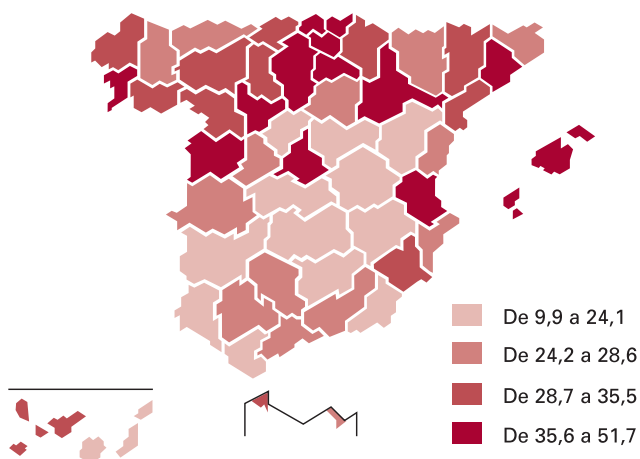 De 9,9 a 24,1
De 24,2 a 28,6
De 28,7 a 35,5
De 35,6 a 51,7